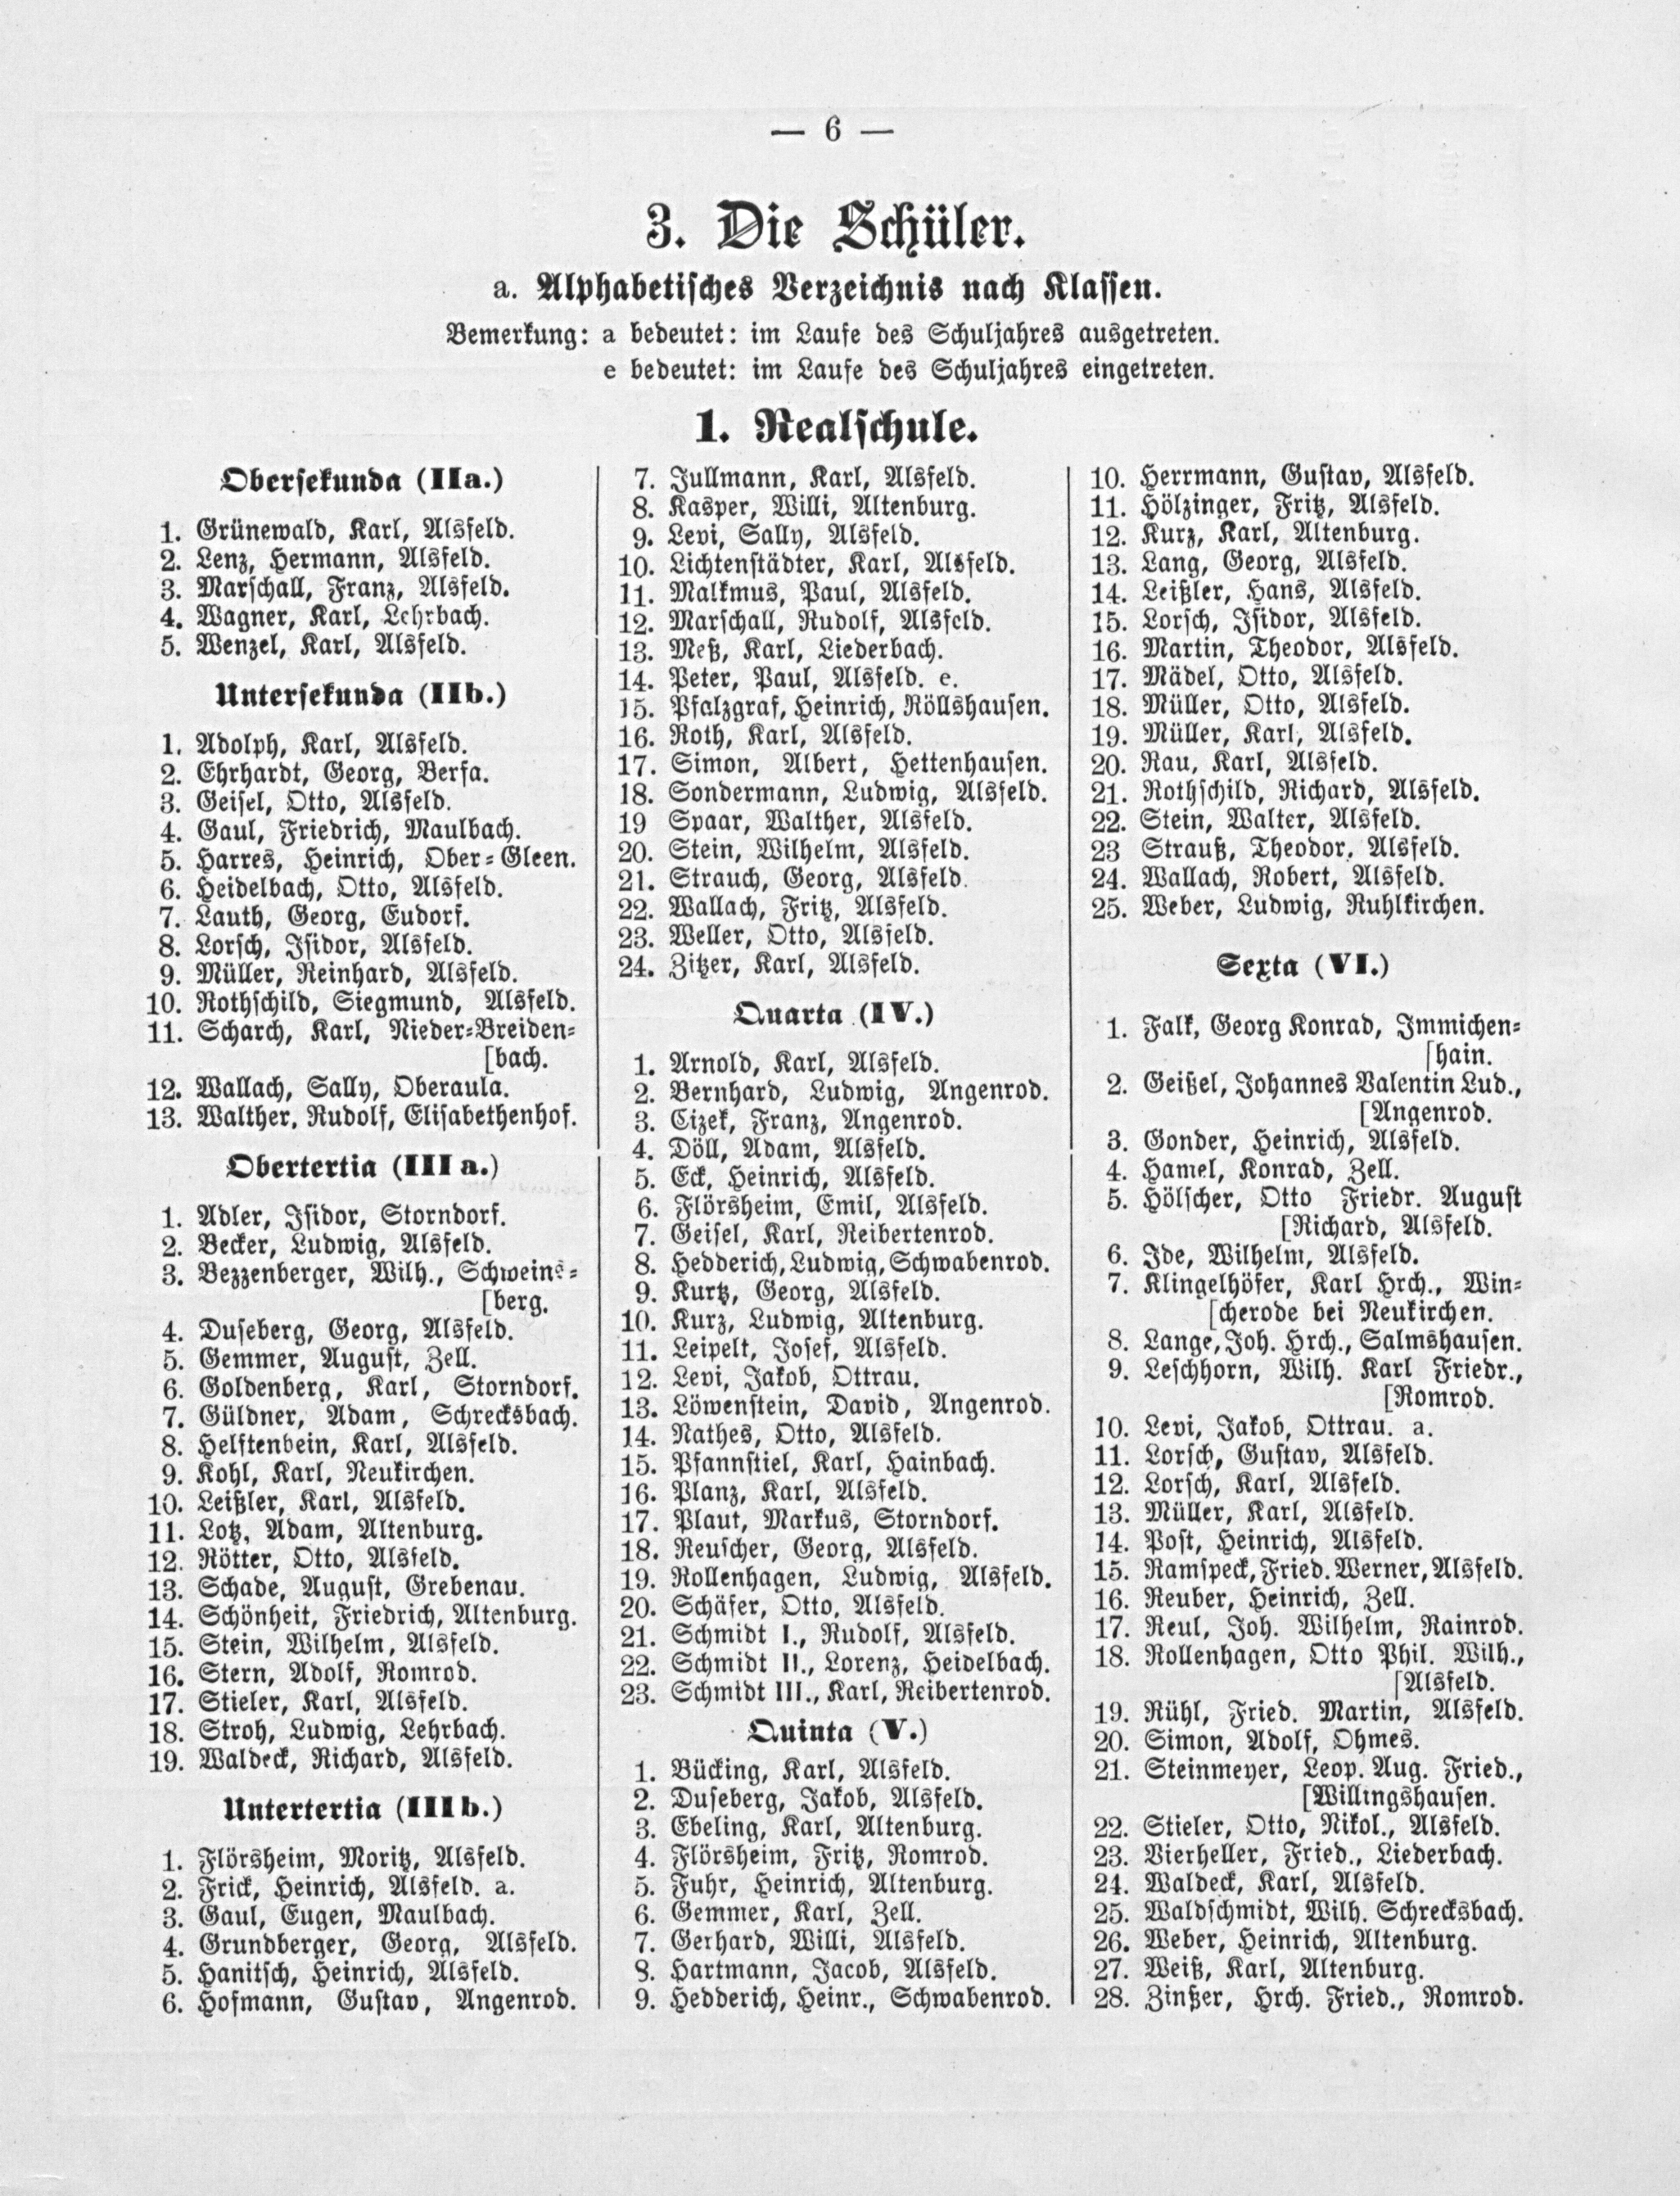 — 6 —
3. Die Schüler.
a. Alphabetisches Verzeichnis nach Klassen.
Bemerkung: a bedeutet: im Laufe des Schuljahres ausgetreten.
e bedeutet: im Laufe des Schuljahres eingetreten.
1. Realschule.
Obersekunda (IIa.)
1. Grünewald, Karl, Alsfeld.
2. Lenz, Hermann, Alsfeld.
3. Marschall, Franz, Alsfeld.
4. Wagner, Karl, Lehrbach.
5. Wenzel, Karl, Alsfeld.
Untersekunda (IIb.)
1. Adolph, Karl, Alsfeld.
2. Ehrhardt, Georg, Berfa.
3. Geisel, Otto, Alsfeld.
4. Gaul, Friedrich, Maulbach.
5. Harres, Heinrich, Ober-Gleen.
6. Heidelbach, Otto, Alsfeld.
7. Lauth, Georg, Eudorf.
8. Lorsch, Isidor, Alsfeld.
9. Müller, Reinhard, Alsfeld.
10. Rothschild, Siegmund, Alsfeld.
11. Scharch, Karl, Nieder-Breiden-
[bach.
12. Wallach, Sally, Oberaula.
13. Walther, Rudolf, Elisabethenhof.
Obertertia (IIIa.)
1. Adler, Isidor, Storndorf.
2. Becker, Ludwig, Alsfeld.
3. Bezzenberger, Wilh., Schweins-
[berg.
4. Duseberg, Georg, Alsfeld.
5. Gemmer, August, Zell.
6. Goldenberg, Karl, Storndorf.
7. Güldner, Adam, Schrecksbach.
8. Helftenbein, Karl, Alsfeld.
9. Kohl, Karl, Neukirchen.
10. Leißler, Karl, Alsfeld.
11. Lotz, Adam, Altenburg.
12. Rötter, Otto, Alsfeld.
13. Schade, August, Grebenau.
14. Schönheit, Friedrich, Altenburg.
15. Stein, Wilhelm, Alsfeld.
16. Stern, Adolf, Romrod.
17. Stieler, Karl, Alsfeld.
18. Stroh, Ludwig, Lehrbach.
19. Waldeck, Richard, Alsfeld.
Untertertia (IIIb.)
1. Flörsheim, Moritz, Alsfeld.
2. Frick, Heinrich, Alsfeld. a.
3. Gaul, Eugen, Maulbach.
4. Grundberger, Georg, Alsfeld.
5. Hanitsch, Heinrich, Alsfeld.
6. Hofmann, Gustav, Angenrod.
7. Jullmann, Karl, Alsfeld.
8. Kasper, Willi, Altenburg.
9. Levi, Sally, Alsfeld.
10. Lichtenstädter, Karl, Alsfeld.
11. Malkmus, Paul, Alsfeld.
12. Marschall, Rudolf, Alsfeld.
13. Meß, Karl, Liederbach.
14. Peter, Paul, Alsfeld. e.
15. Pfalzgraf, Heinrich, Röllshausen.
16. Roth, Karl, Alsfeld.
17. Simon, Albert, Hettenhausen.
18. Sondermann, Ludwig, Alsfeld.
19 Spaar, Walther, Alsfeld.
20. Stein, Wilhelm, Alsfeld.
21. Strauch, Georg, Alsfeld.
22. Wallach, Fritz, Alsfeld.
23. Weller, Otto, Alsfeld.
24. Zitzer, Karl, Alsfeld.
Quarta (IV.)
1. Arnold, Karl, Alsfeld.
2. Bernhard, Ludwig, Angenrod.
3. Cizek, Franz, Angenrod.
4. Döll, Adam, Alsfeld.
5. Eck, Heinrich, Alsfeld.
6. Flörsheim, Emil, Alsfeld.
7. Geisel, Karl, Reibertenrod.
8. Hedderich, Ludwig, Schwabenrod.
9. Kurtz, Georg, Alsfeld.
10. Kurz, Ludwig, Altenburg.
11. Leipelt, Josef, Alsfeld.
12. Levi, Jakob, Ottrau.
13. Löwenstein, David, Angenrod.
14. Nathes, Otto, Alsfeld.
15. Pfannstiel, Karl, Hainbach.
16. Planz, Karl, Alsfeld.
17. Plaut, Markus, Storndorf.
18. Reuscher, Georg, Alsfeld.
19. Rollenhagen, Ludwig, Alsfeld.
20. Schäfer, Otto, Alsfeld.
21. Schmidt I., Rudolf, Alsfeld.
22. Schmidt II., Lorenz, Heidelbach.
23. Schmidt III., Karl, Reibertenrod.
Quinta (V.)
1. Bücking, Karl, Alsfeld.
2. Duseberg, Jakob, Alsfeld.
3. Ebeling, Karl, Altenburg.
4. Flörsheim, Fritz, Romrod.
5. Fuhr, Heinrich, Altenburg.
6. Gemmer, Karl, Zell.
7. Gerhard, Willi, Alsfeld.
8. Hartmann, Jacob, Alsfeld.
9. Hedderich, Heinr., Schwabenrod.
10. Herrmann, Gustav, Alsfeld.
11. Hölzinger, Fritz, Alsfeld.
12. Kurz, Karl, Altenburg.
13. Lang, Georg, Alsfeld.
14. Leißler, Hans, Alsfeld.
15. Lorsch, Isidor, Alsfeld.
16. Martin, Theodor, Alsfeld.
17. Mädel, Otto, Alsfeld.
18. Müller, Otto, Alsfeld.
19. Müller, Karl, Alsfeld.
20. Rau, Karl, Alsfeld.
21. Rothschild, Richard, Alsfeld.
22. Stein, Walter, Alsfeld.
23 Strauß, Theodor, Alsfeld.
24. Wallach, Robert, Alsfeld.
25. Weber, Ludwig, Ruhlkirchen.
Sexta (VI.)
1. Falk, Georg Konrad, Immichen-
[hain.
2. Geißel, Johannes Valentin Lud.,
[Angenrod.
3. Gonder, Heinrich, Alsfeld.
4. Hamel, Konrad, Zell.
5. Hölscher, Otto Friedr. August
[Richard, Alsfeld.
6. Ide, Wilhelm, Alsfeld.
7. Klingelhöfer, Karl Hrch., Win-
[cherode bei Neukirchen.
8. Lange, Joh. Hrch., Salmshausen.
9. Leschhorn, Wilh. Karl Friedr.,
[Romrod.
10. Levi, Jakob, Ottrau. a.
11. Lorsch, Gustav, Alsfeld.
12. Lorsch, Karl, Alsfeld.
13. Müller, Karl, Alsfeld.
14. Post, Heinrich, Alsfeld.
15. Ramspeck, Fried. Werner, Alsfeld.
16. Reuber, Heinrich, Zell.
17. Reul, Joh. Wilhelm, Rainrod.
18. Rollenhagen, Otto Phil. Wilh.,
[Alsfeld.
19. Rühl, Fried. Martin, Alsfeld.
20. Simon, Adolf, Ohmes.
21. Steinmeyer, Leop. Aug. Fried.,
[Willingshausen.
22. Stieler, Otto, Nikol., Alsfeld.
23. Vierheller, Fried., Liederbach.
24. Waldeck, Karl, Alsfeld.
25. Waldschmidt, Wilh. Schrecksbach.
26. Weber, Heinrich, Altenburg.
27. Weiß, Karl, Altenburg.
28. Zinßer, Hrch. Fried., Romrod.